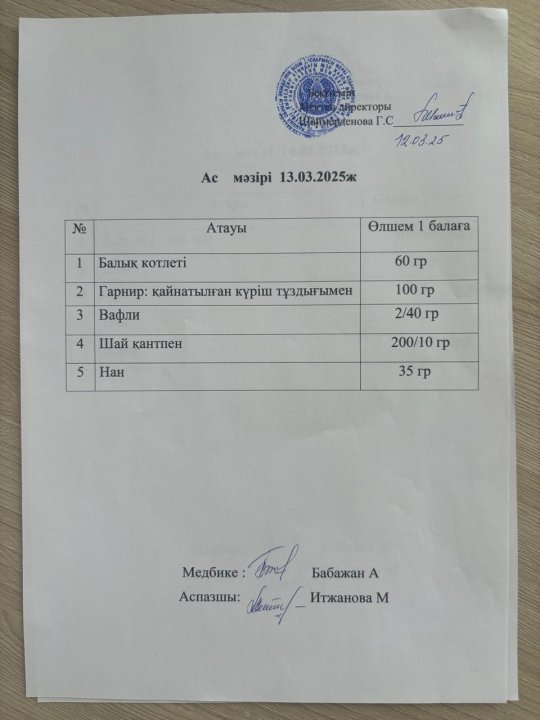 Бекітемін
Мектеп директоры
Шаймерденова Г.С
12.03.25
Ас мәзірі 13.03.2025ж
№ Атауы Өлшем 1 балаға
1 Балық котлеті 60 гр
2 Гарнир: қайнатылған күріш тұздығымен 100 гр
3 Вафли 2/40 гр
4 Шай қантпен 200/10 гр
5 Нан 35 гр
Медбике : Бабажан А
Аспазшы: Итжанова М